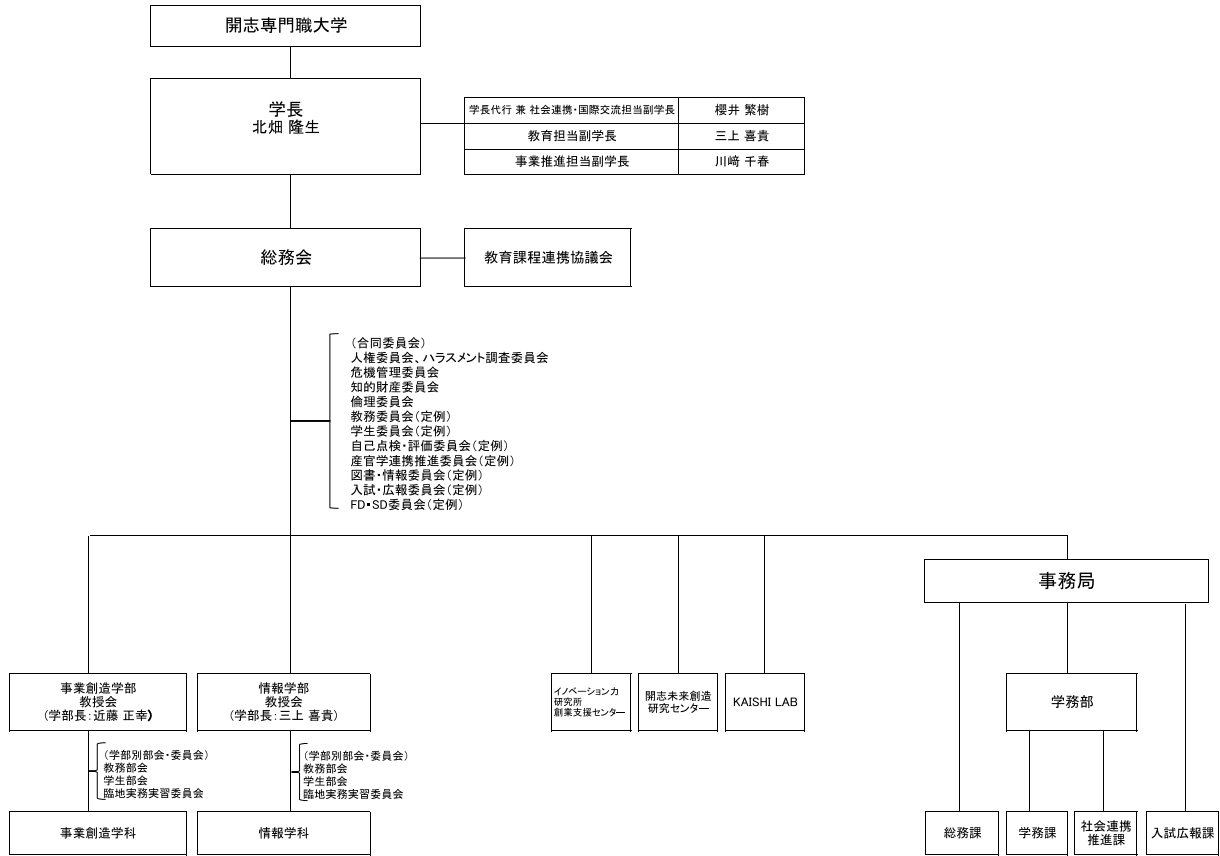 開志専門職大学
学長
北畑 隆生
学長代行 兼 社会連携・国際交流担当副学長 櫻井 繁樹
教育担当副学長 三上 喜貴
事業推進担当副学長 川﨑 千春
総務会
教育課程連携協議会
（合同委員会）
人権委員会、ハラスメント調査委員会
危機管理委員会
知的財産委員会
倫理委員会
教務委員会（定例）
学生委員会（定例）
自己点検・評価委員会（定例）
産官学連携推進委員会（定例）
図書・情報委員会（定例）
入試・広報委員会（定例）
FD・SD委員会（定例）
事務局
事業創造学部
教授会
（学部長：近藤 正幸）
情報学部
教授会
（学部長：三上 喜貴）
イノベーション力
研究所
創業支援センター
開志未来創造
研究センター
KAISHI LAB
学務部
（学部別部会・委員会）
教務部会
学生部会
臨地実務実習委員会
（学部別部会・委員会）
教務部会
学生部会
臨地実務実習委員会
事業創造学科
情報学科
総務課
学務課
社会連携
推進課
入試広報課